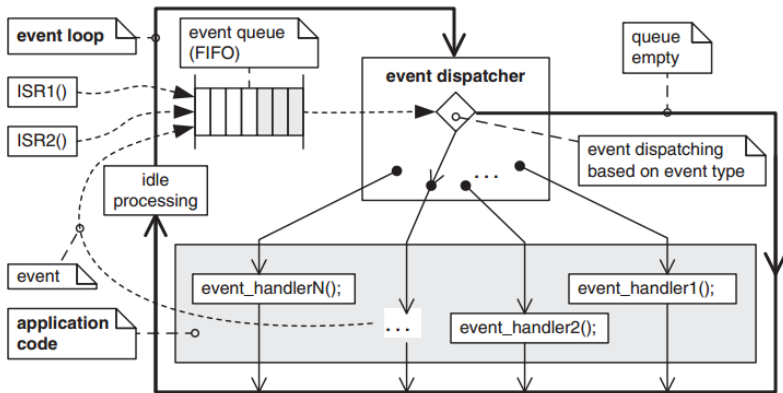 event loop
event queue
(FIFO)
queue
empty
event dispatcher
ISR1()
ISR2()
event dispatching
based on event type
...
idle
processing
event
event_handlerN();
event_handler1();
...
event_handler2();
application
code